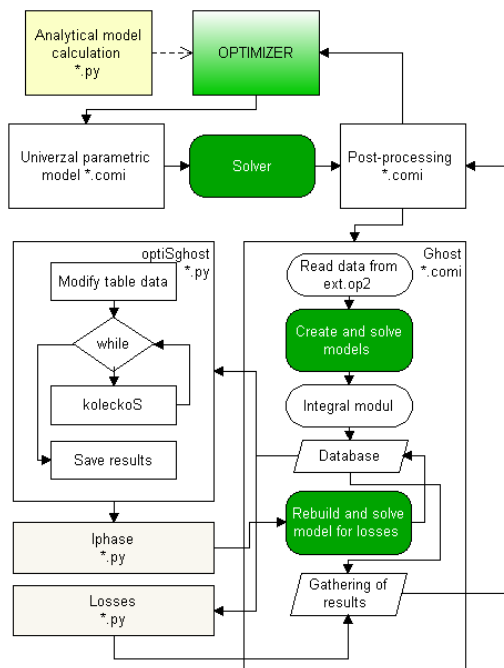 Analytical model
calculation
*.py
OPTIMIZER
Univerzal parametric
model *.comi
Solver
Post-processing
*.comi
optiSghost
*.py
Modify table data
while
koleckoS
Save results
Ghost
*.comi
Read data from
ext.op2
Create and solve
models
Integral modul
Database
Rebuild and solve
model for losses
Gathering of
results
Iphase
*.py
Losses
*.py